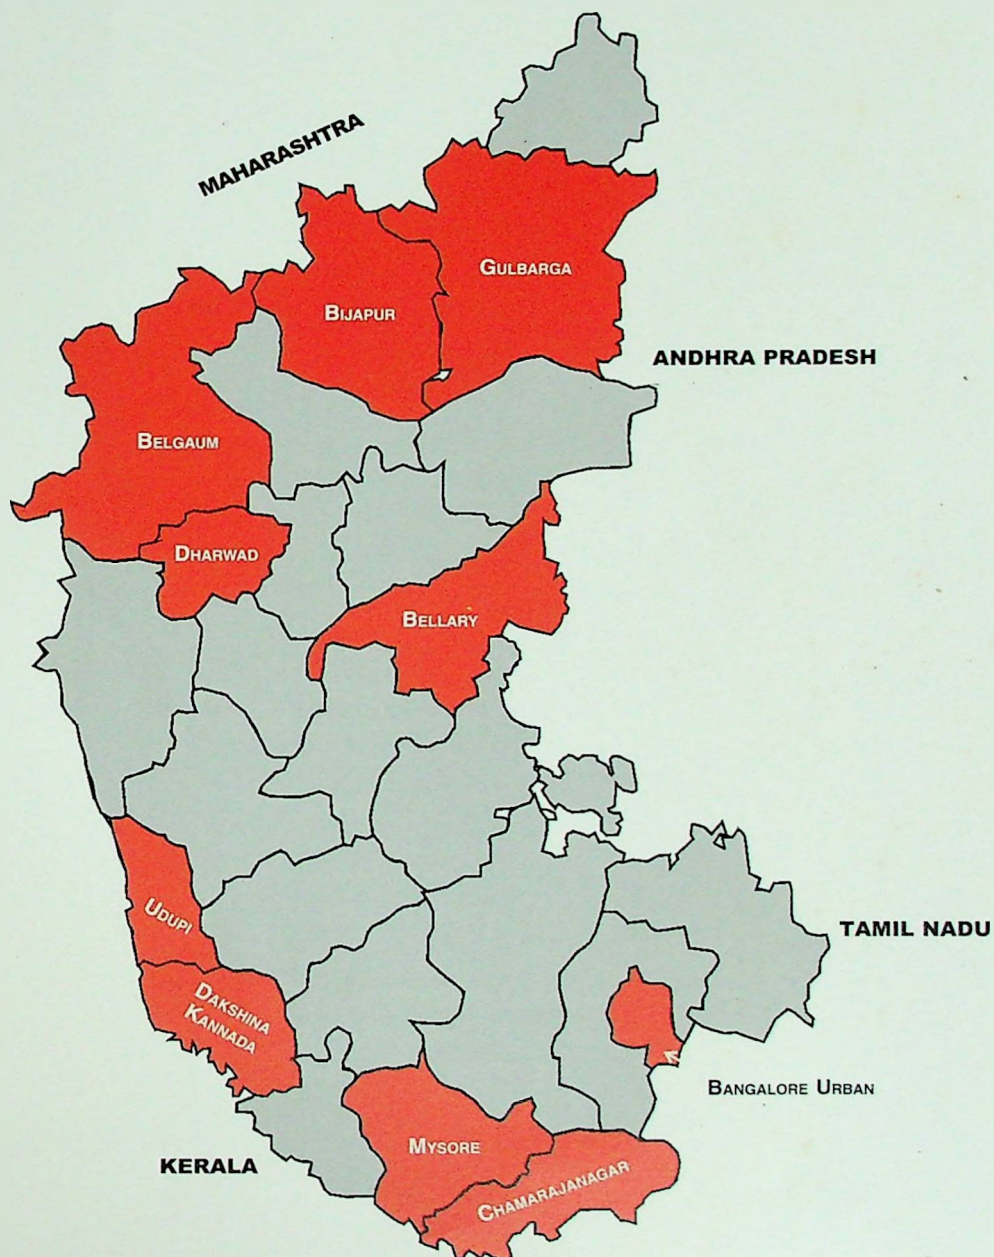 MAHARASHTRA
GULBARGA
BIJAPUR
ANDHRA PRADESH
BELGAUM
DHARWAD
BELLARY
UDUPI
TAMIL NADU
DAKSHINA
KANNADA
BANGALORE URBAN
MYSORE
KERALA
CHAMARAJANAGAR